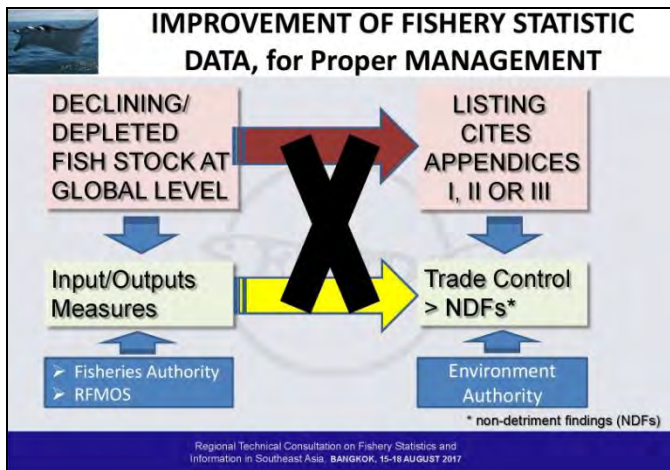 IMPROVEMENT OF FISHERY STATISTIC
DATA, for Proper MANAGEMENT
DECLINING/
DEPLETED
FISH STOCK AT
GLOBAL LEVEL
LISTING
CITES
APPENDICES
I, II OR III
Input/Outputs
Measures
Trade Control
> NDFs*
➢ Fisheries Authority
➢ RFMOS
Environment
Authority
* non-detriment findings (NDFs)
Regional Technical Consultation on Fishery Statistics and
Information in Southeast Asia, BANGKOK, 15-18 AUGUST 2017